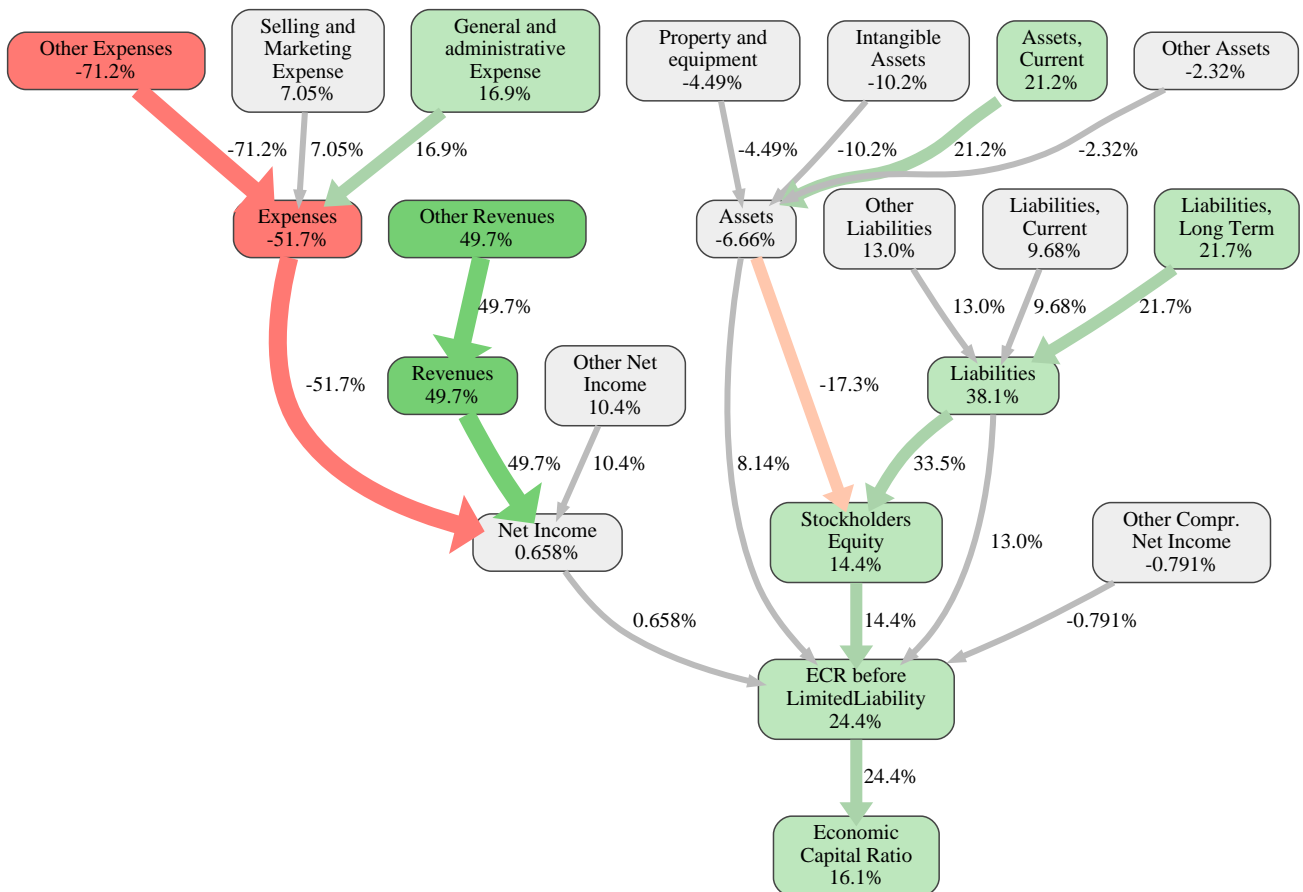 Other Expenses
-71.2%
Selling and
Marketing
Expense
7.05%
General and
administrative
Expense
16.9%
Property and
equipment
-4.49%
Intangible
Assets
-10.2%
Assets,
Current
21.2%
Other Assets
-2.32%
-71.2%
7.05%
16.9%
-4.49%
-10.2%
21.2%
-2.32%
Expenses
-51.7%
Other Revenues
49.7%
Assets
-6.66%
Other
Liabilities
13.0%
Liabilities,
Current
9.68%
Liabilities,
Long Term
21.7%
49.7%
13.0%
9.68%
21.7%
-51.7%
Revenues
49.7%
Other Net
Income
10.4%
-17.3%
Liabilities
38.1%
49.7%
10.4%
8.14%
33.5%
Net Income
0.658%
Stockholders
Equity
14.4%
13.0%
Other Compr.
Net Income
-0.791%
0.658%
14.4%
-0.791%
ECR before
LimitedLiability
24.4%
24.4%
Economic
Capital Ratio
16.1%